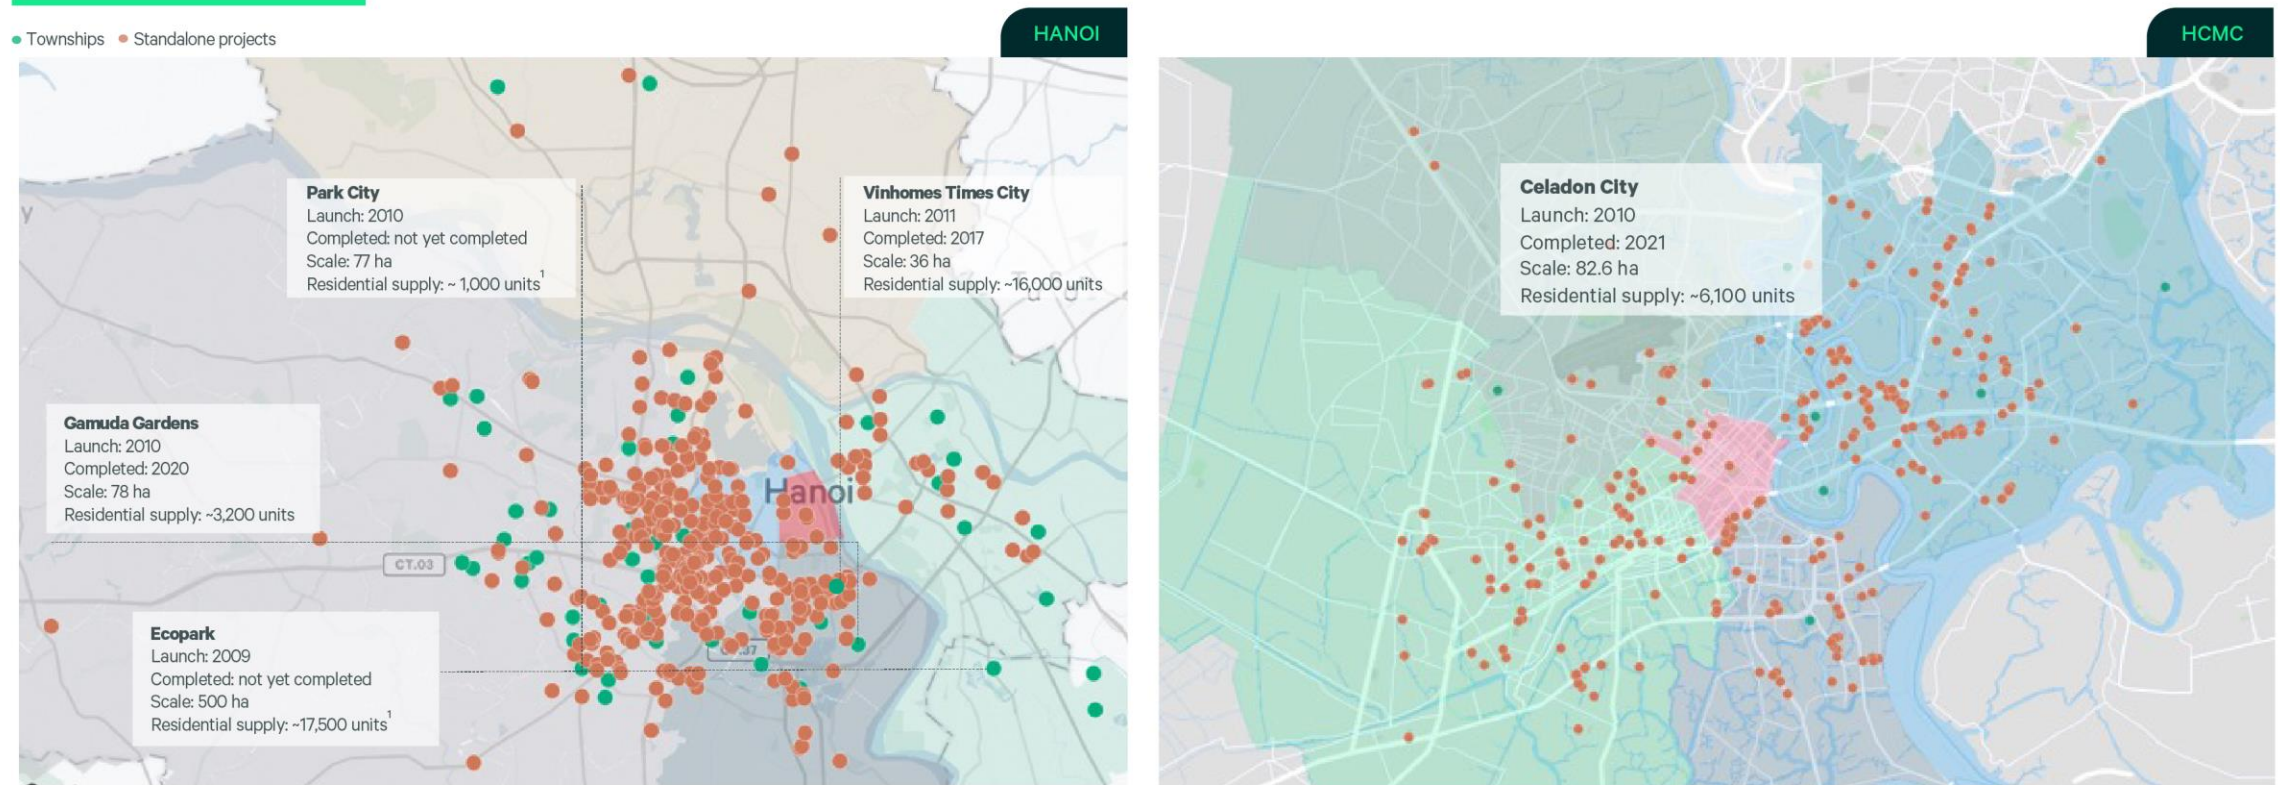 Townships
Standalone projects
HANOI
HCMC
Park City
Launch: 2010
Completed: not yet completed
Scale: 77 ha
Residential supply: ~ 1,000 units¹
Vinhomes Times City
Launch: 2011
Completed: 2017
Scale: 36 ha
Residential supply: ~16,000 units
Gamuda Gardens
Launch: 2010
Completed: 2020
Scale: 78 ha
Residential supply: ~3,200 units
Hanoi
CT.03
Ecopark
Launch: 2009
Completed: not yet completed
Scale: 500 ha
Residential supply: ~17,500 units¹
Celadon CIty
Launch: 2010
Completed: 2021
Scale: 82.6 ha
Residential supply: ~6,100 units